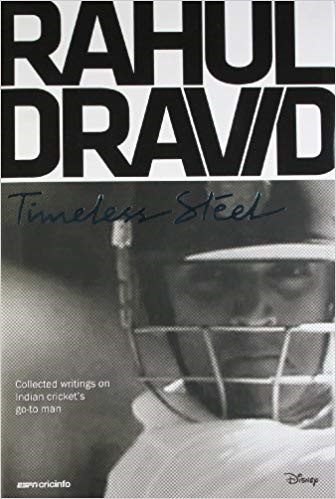 RAHUL
DRAVID
Timeless Steel
Collected writings on
Indian cricket's
go-to man
ESPN cricinfo
Disney